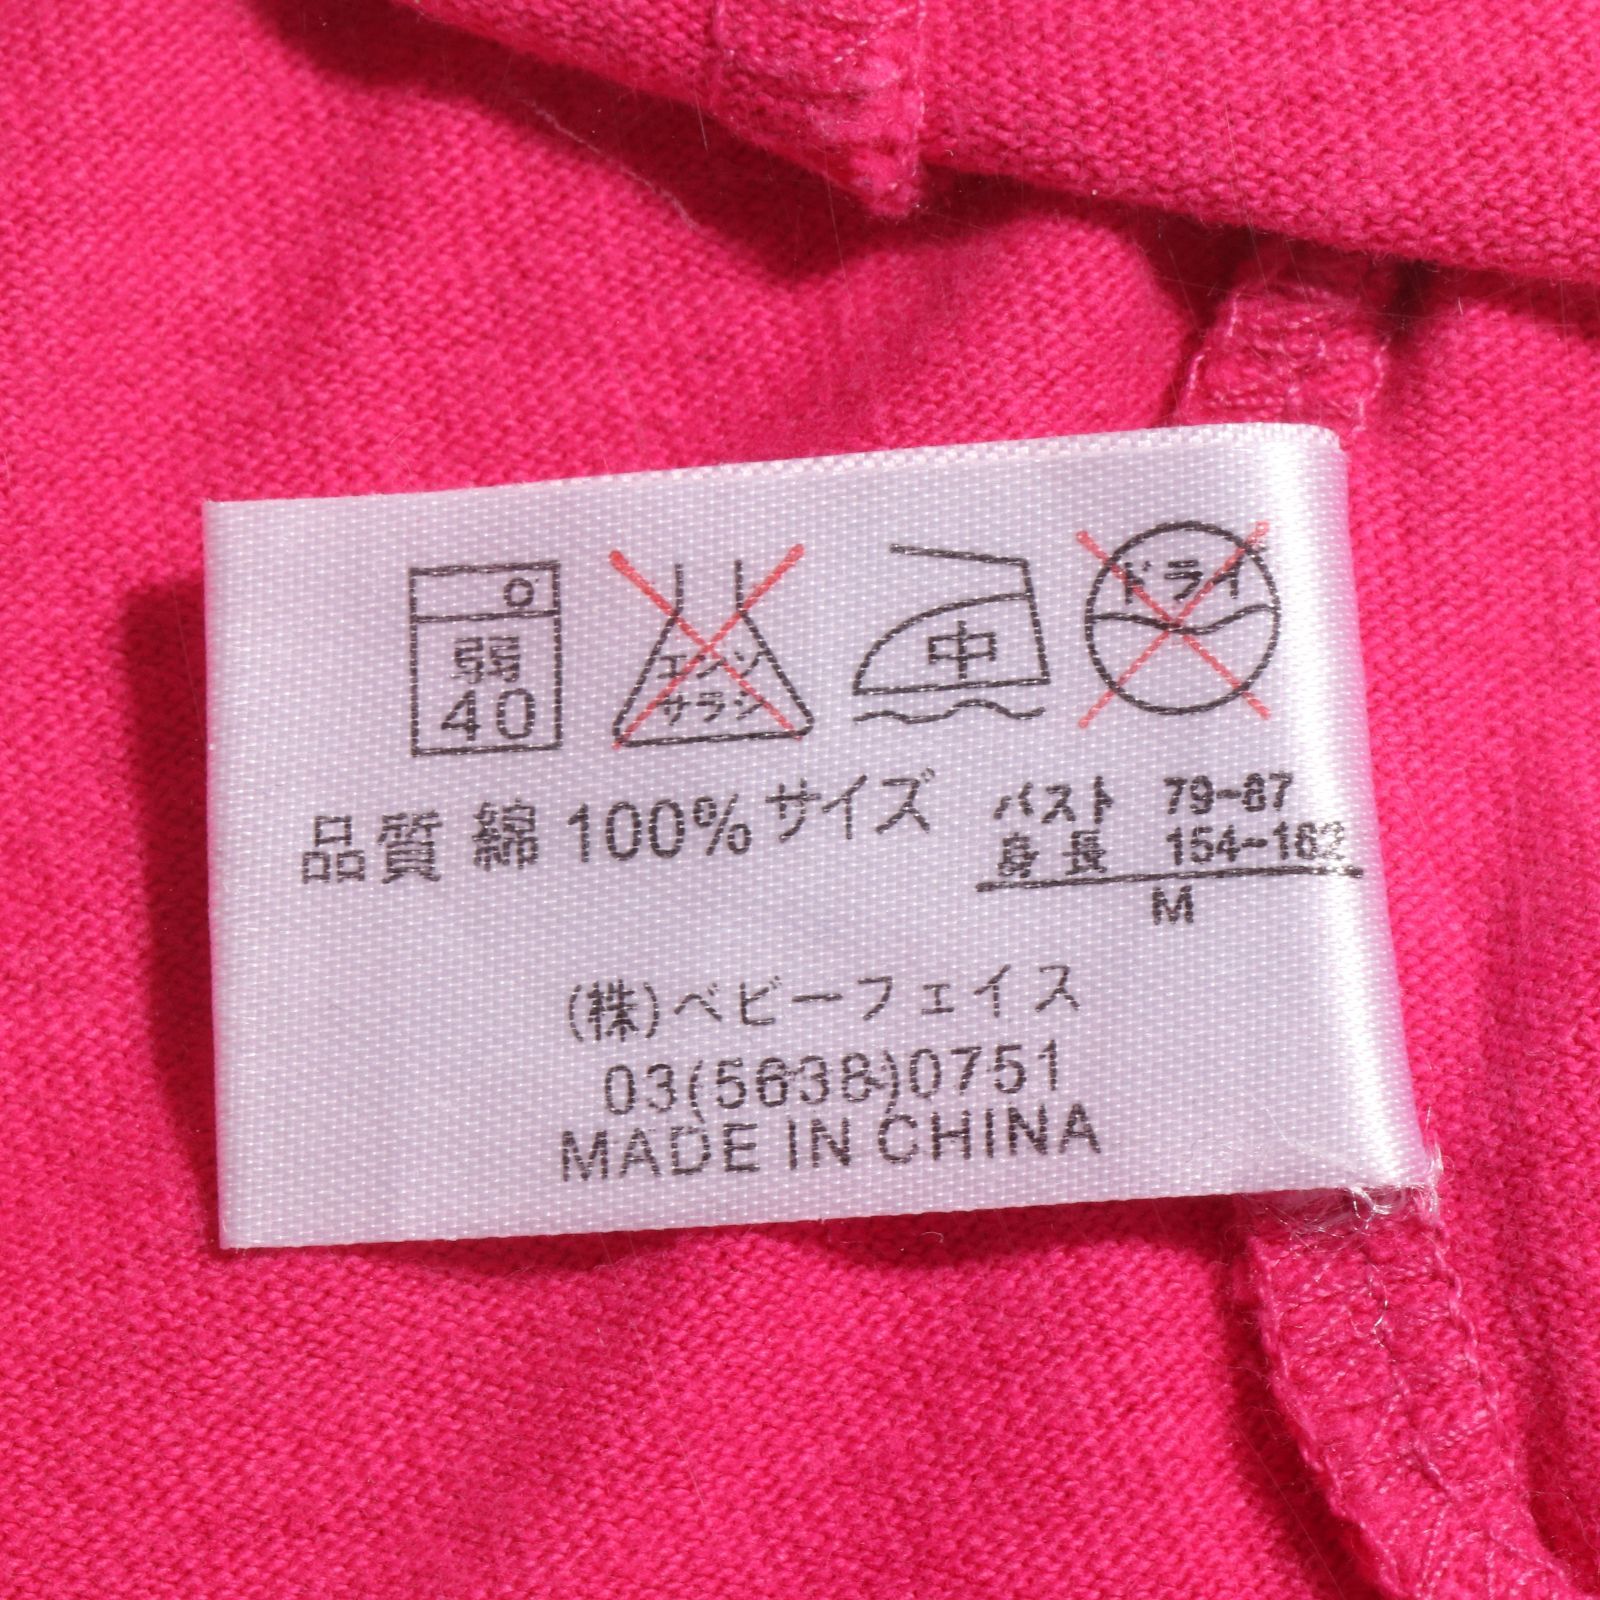 弱
40
エンソ
サラシ
中
ドライ
品質 綿 100% サイズ
バスト 79-87
身長 154-162
M
(株)ベビーフェイス
03(5638)0751
MADE IN CHINA